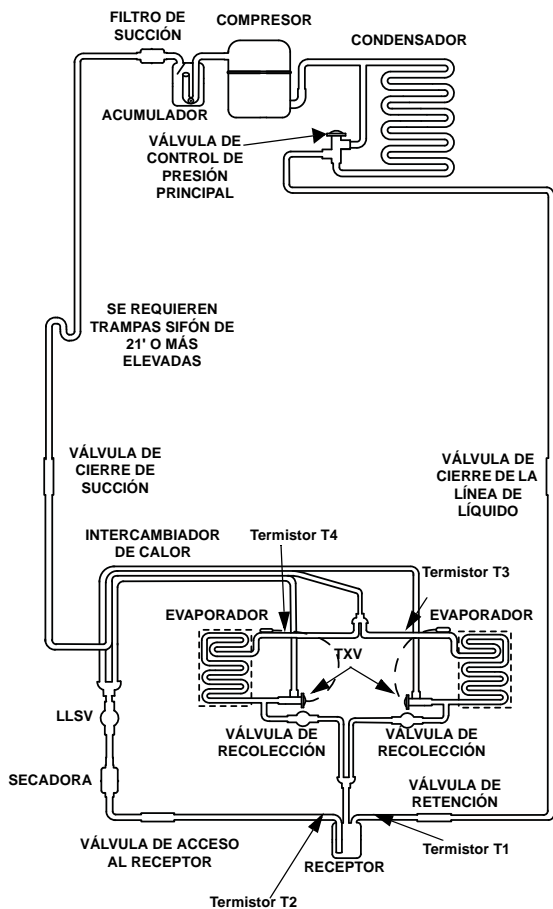 FILTRO DE
SUCCIÓN
COMPRESOR
CONDENSADOR
ACUMULADOR
VÁLVULA DE
CONTROL DE
PRESIÓN
PRINCIPAL
SE REQUIEREN
TRAMPAS SIFÓN DE
21' O MÁS
ELEVADAS
VÁLVULA DE
CIERRE DE
SUCCIÓN
VÁLVULA DE
CIERRE DE LA
LÍNEA DE
LÍQUIDO
INTERCAMBIADOR
DE CALOR
Termistor T4
Termistor T3
EVAPORADOR
EVAPORADOR
TXV
LLSV
VÁLVULA DE
RECOLECCIÓN
VÁLVULA DE
RECOLECCIÓN
SECADORA
VÁLVULA DE
RETENCIÓN
VÁLVULA DE ACCESO
AL RECEPTOR
RECEPTOR
Termistor T1
Termistor T2